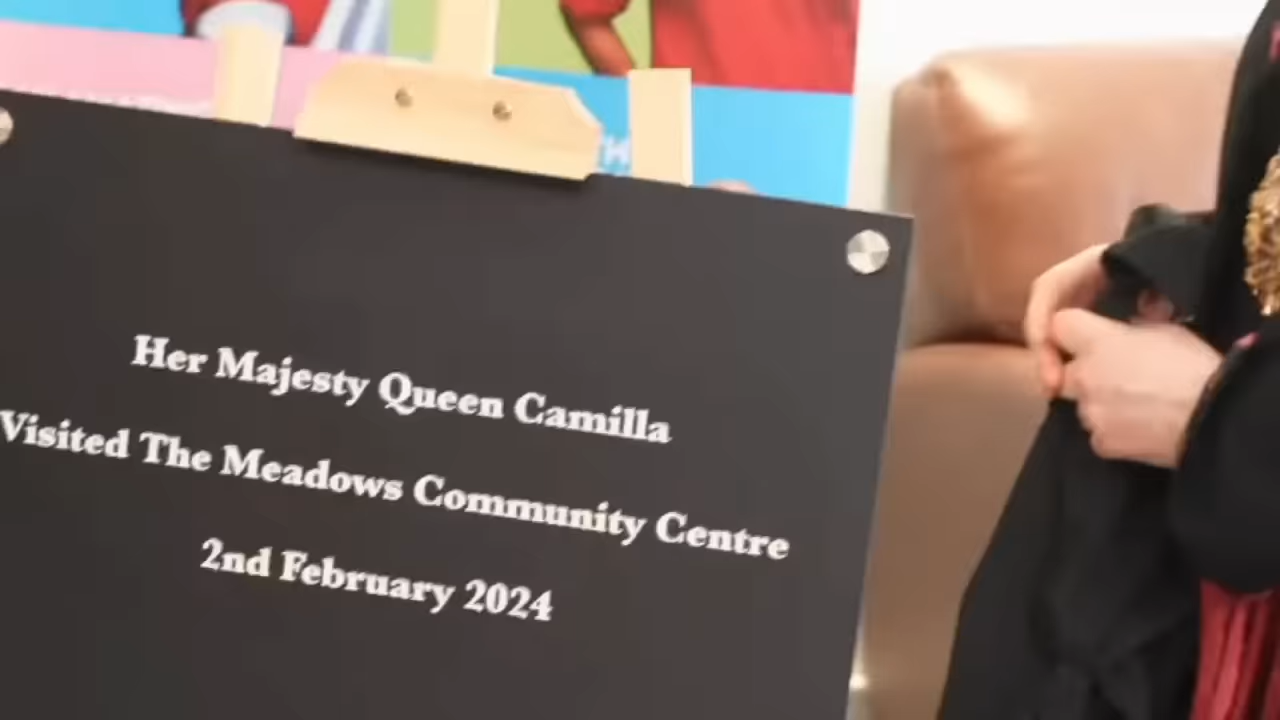 Her Majesty Queen Camilla
Visited The Meadows Community Centre
2nd February 2024